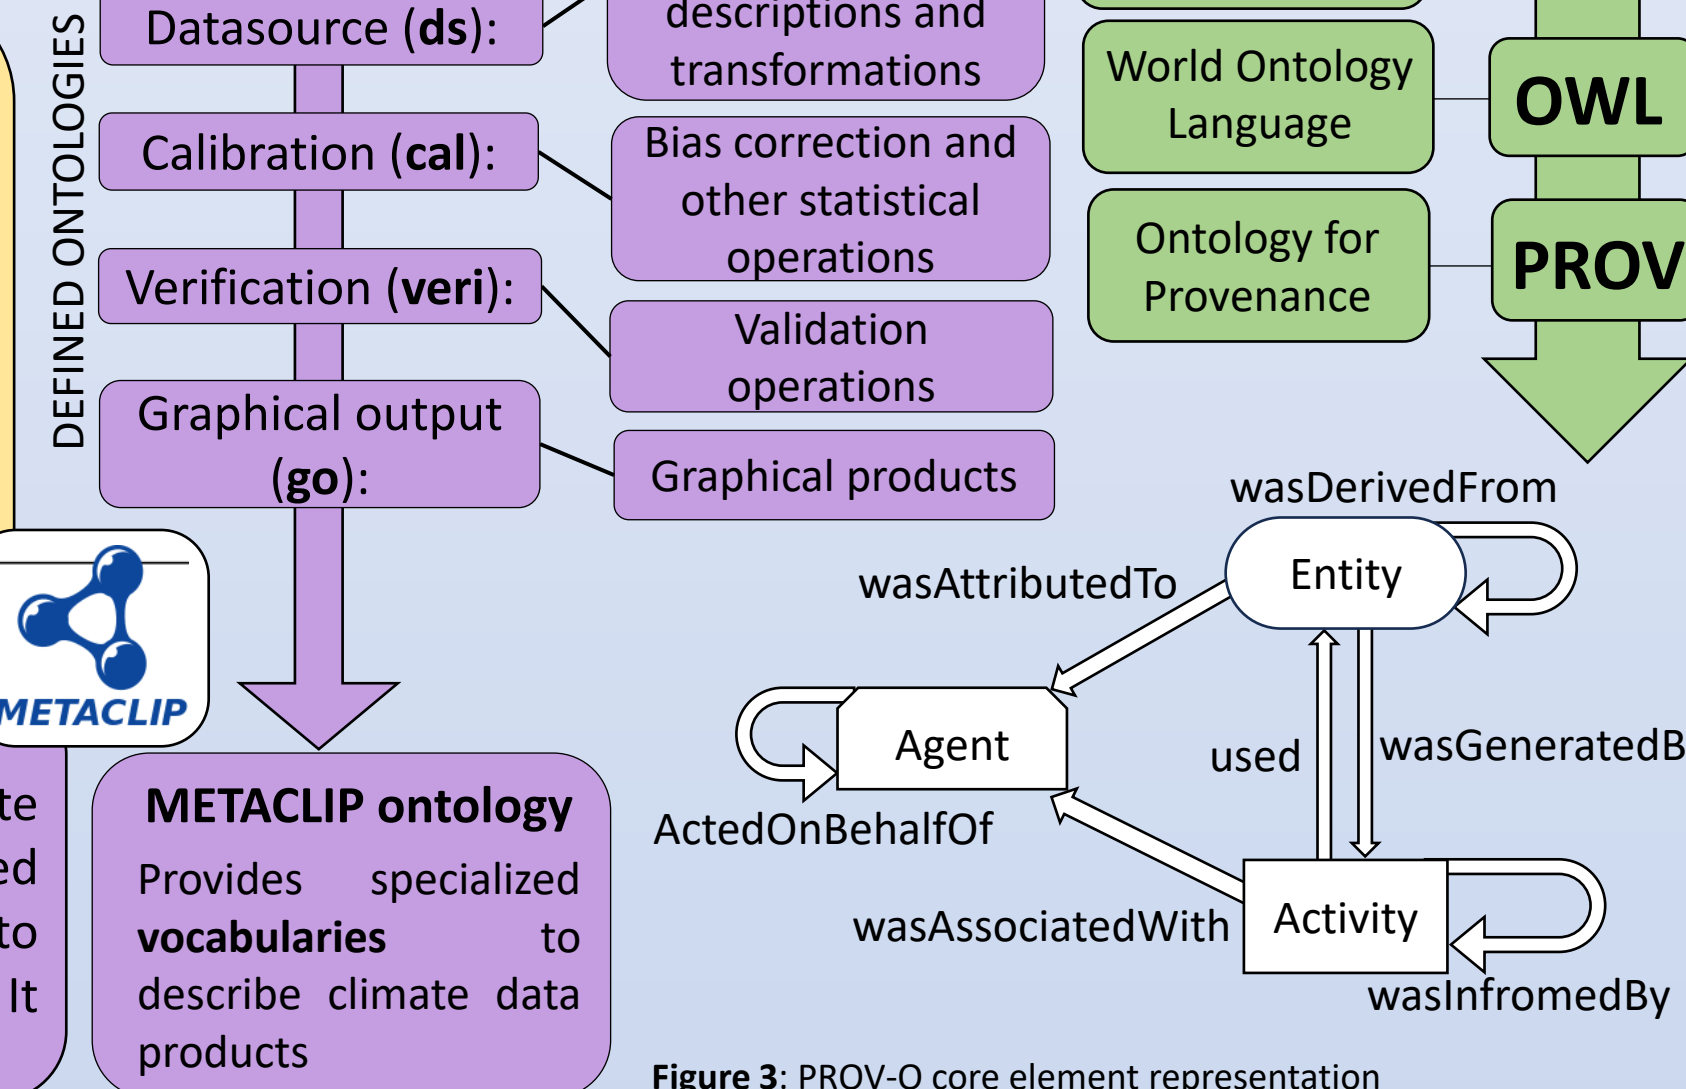 DEFINED ONTOLOGIES
Datasource (ds):
descriptions and
transformations
Calibration (cal):
Bias correction and
other statistical
operations
Verification (veri):
Validation
operations
Graphical output
(go):
Graphical products
World Ontology
Language
OWL
Ontology for
Provenance
PROV
METACLIP
te
ed
to
It
METACLIP ontology
Provides specialized
vocabularies to
describe climate data
products
wasDerivedFrom
Entity
wasAttributedTo
Agent
used
wasGeneratedB
ActedOnBehalfOf
wasAssociatedWith
Activity
wasInfromedBy
Figure 3: PROV-O core element representation